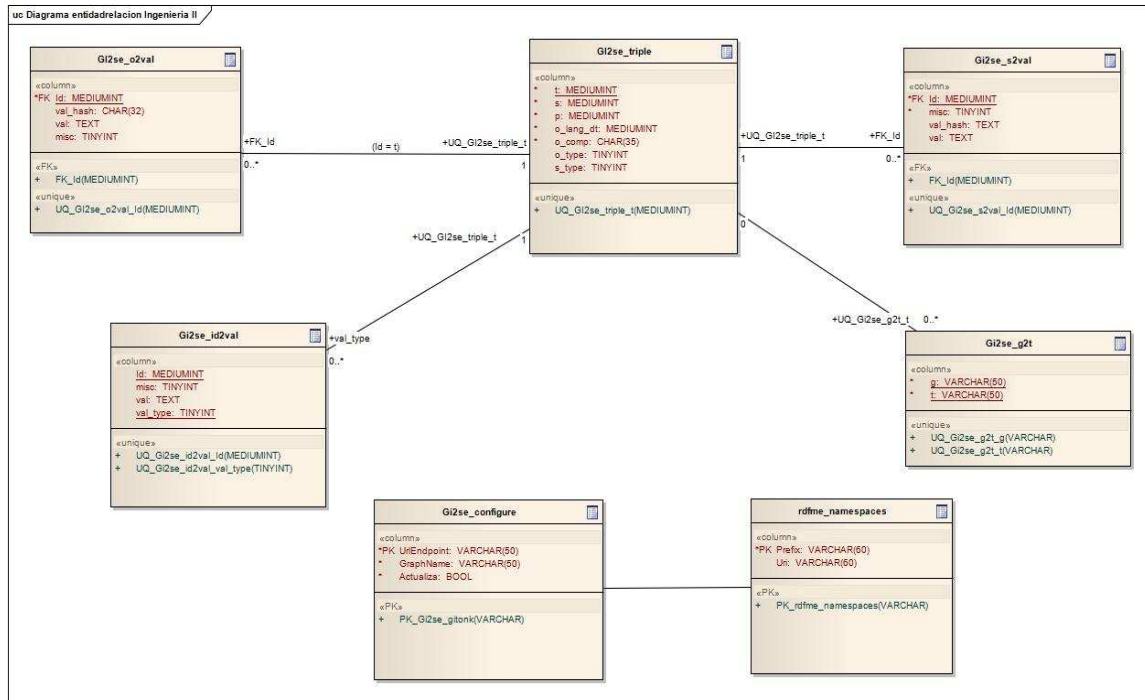 uc Diagrama entidadrelacion Ingenieria II
GI2se_o2val
«column»
*FK Id: MEDIUMINT
val_hash: CHAR(32)
val: TEXT
misc: TINYINT
«FK»
+ FK_Id(MEDIUMINT)
«unique»
+ UQ_GI2se_o2val_Id(MEDIUMINT)
+FK_Id
0..*
(Id = t)
+UQ_GI2se_triple_t
1
GI2se_triple
«column»
* t: MEDIUMINT
* s: MEDIUMINT
* p: MEDIUMINT
* o_lang_dt: MEDIUMINT
* o_comp: CHAR(35)
o_type: TINYINT
s_type: TINYINT
«unique»
+ UQ_GI2se_triple_t(MEDIUMINT)
+UQ_GI2se_triple_t
1
+FK_Id
0..*
Gi2se_s2val
«column»
*FK Id: MEDIUMINT
* misc: TINYINT
val_hash: TEXT
val: TEXT
«FK»
+ FK_Id(MEDIUMINT)
«unique»
+ UQ_Gi2se_s2val_Id(MEDIUMINT)
+UQ_GI2se_triple_t
1
0
+val_type
0..*
+UQ_Gi2se_g2t_t
0..*
Gi2se_id2val
«column»
Id: MEDIUMINT
misc: TINYINT
val: TEXT
val_type: TINYINT
«unique»
+ UQ_Gi2se_id2val_Id(MEDIUMINT)
+ UQ_Gi2se_id2val_val_type(TINYINT)
Gi2se_g2t
«column»
* g: VARCHAR(50)
* t: VARCHAR(50)
«unique»
+ UQ_Gi2se_g2t_g(VARCHAR)
+ UQ_Gi2se_g2t_t(VARCHAR)
Gi2se_configure
«column»
*PK UrlEndpoint: VARCHAR(50)
* GraphName: VARCHAR(50)
* Actualiza: BOOL
«PK»
+ PK_Gi2se_gitonk(VARCHAR)
rdfme_namespaces
«column»
*PK Prefix: VARCHAR(60)
Uri: VARCHAR(60)
«PK»
+ PK_rdfme_namespaces(VARCHAR)